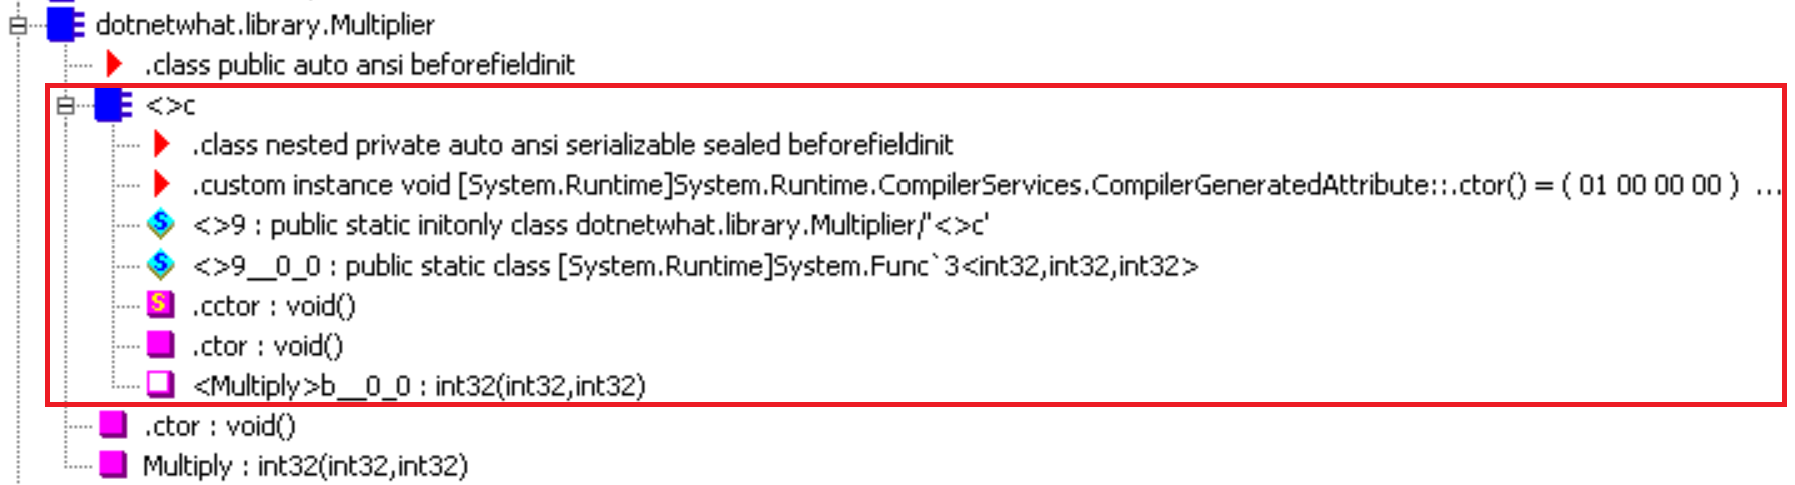 dotnetwhat.library.Multiplier
.class public auto ansi beforefieldinit
<>c
.class nested private auto ansi serializable sealed beforefieldinit
.custom instance void [System.Runtime]System.Runtime.CompilerServices.CompilerGeneratedAttribute::.ctor() = ( 01 00 00 00 ) ...
<>9 : public static initonly class dotnetwhat.library.Multiplier/'<>c'
<>9__0_0 : public static class [System.Runtime]System.Func`3<int32,int32,int32>
.cctor : void()
.ctor : void()
<Multiply>b__0_0 : int32(int32,int32)
.ctor : void()
Multiply : int32(int32,int32)